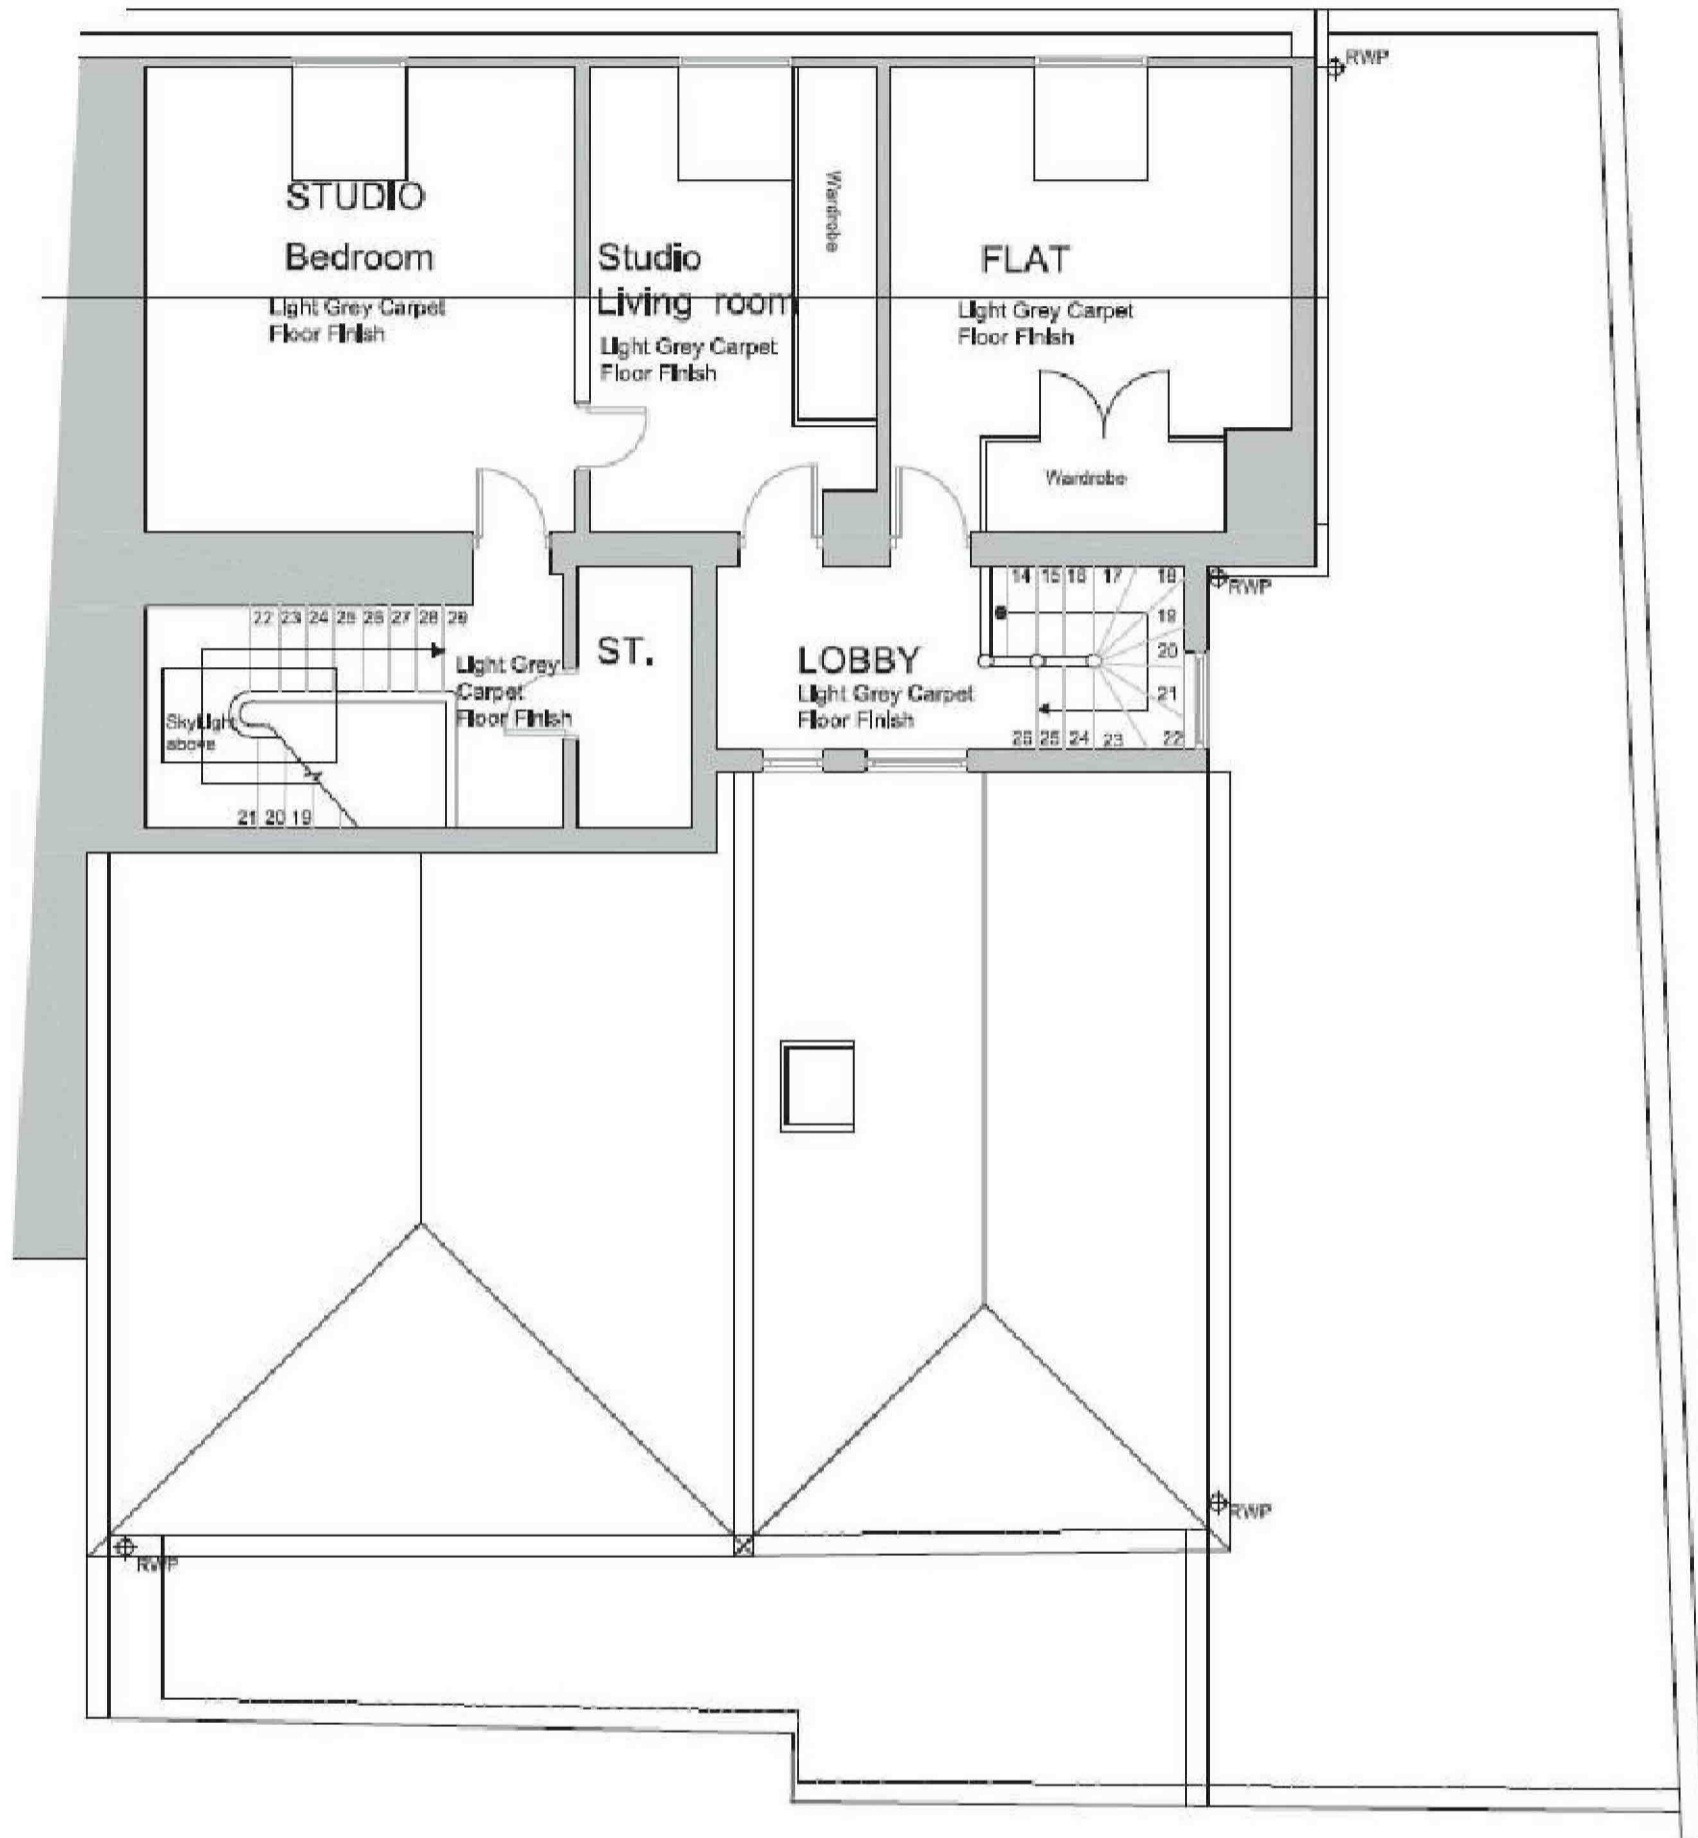 RWP
STUDIO
Bedroom
Light Grey Carpet
Floor Finish
Studio
Living room
Light Grey Carpet
Floor Finish
Wardrobe
FLAT
Light Grey Carpet
Floor Finish
Wardrobe
14 15 16 17 18
19
20
21
26 25 24 23 22
RWP
22 23 24 25 26 27 28 29
Light Grey
Carpet
Floor Finish
ST.
LOBBY
Light Grey Carpet
Floor Finish
SkyLight
above
21 20 19
RWP
RWP